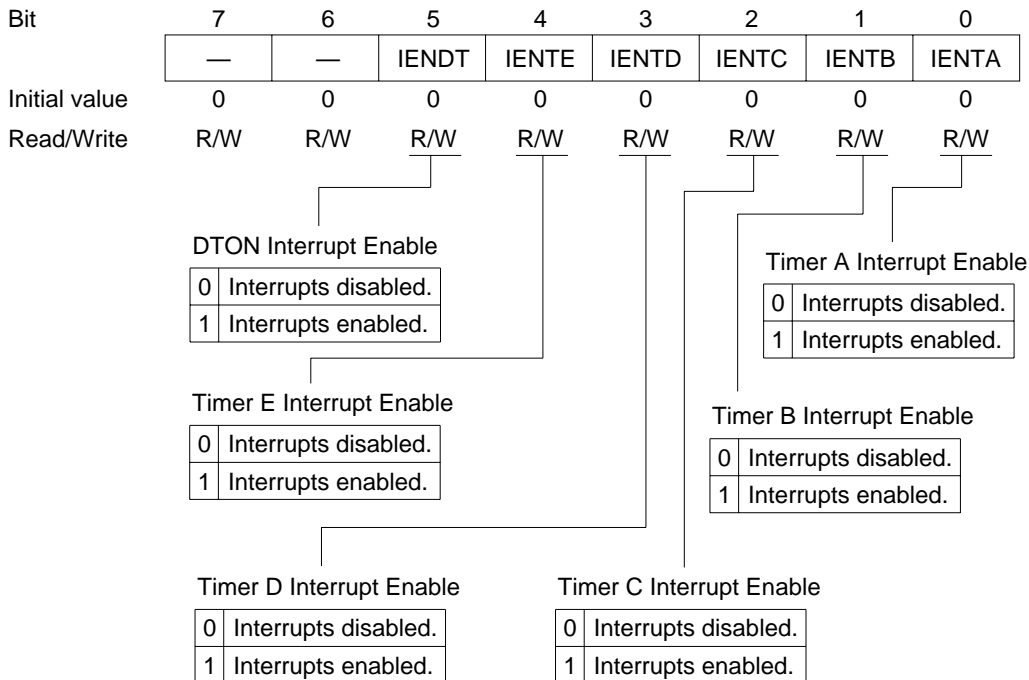 Bit 7 6 5 4 3 2 1 0
— — IENDT IENTE IENTD IENTC IENTB IENTA
Initial value 0 0 0 0 0 0 0 0
Read/Write R/W R/W R/W R/W R/W R/W R/W R/W
DTON Interrupt Enable
0 Interrupts disabled.
1 Interrupts enabled.
Timer A Interrupt Enable
0 Interrupts disabled.
1 Interrupts enabled.
Timer E Interrupt Enable
0 Interrupts disabled.
1 Interrupts enabled.
Timer B Interrupt Enable
0 Interrupts disabled.
1 Interrupts enabled.
Timer D Interrupt Enable
0 Interrupts disabled.
1 Interrupts enabled.
Timer C Interrupt Enable
0 Interrupts disabled.
1 Interrupts enabled.